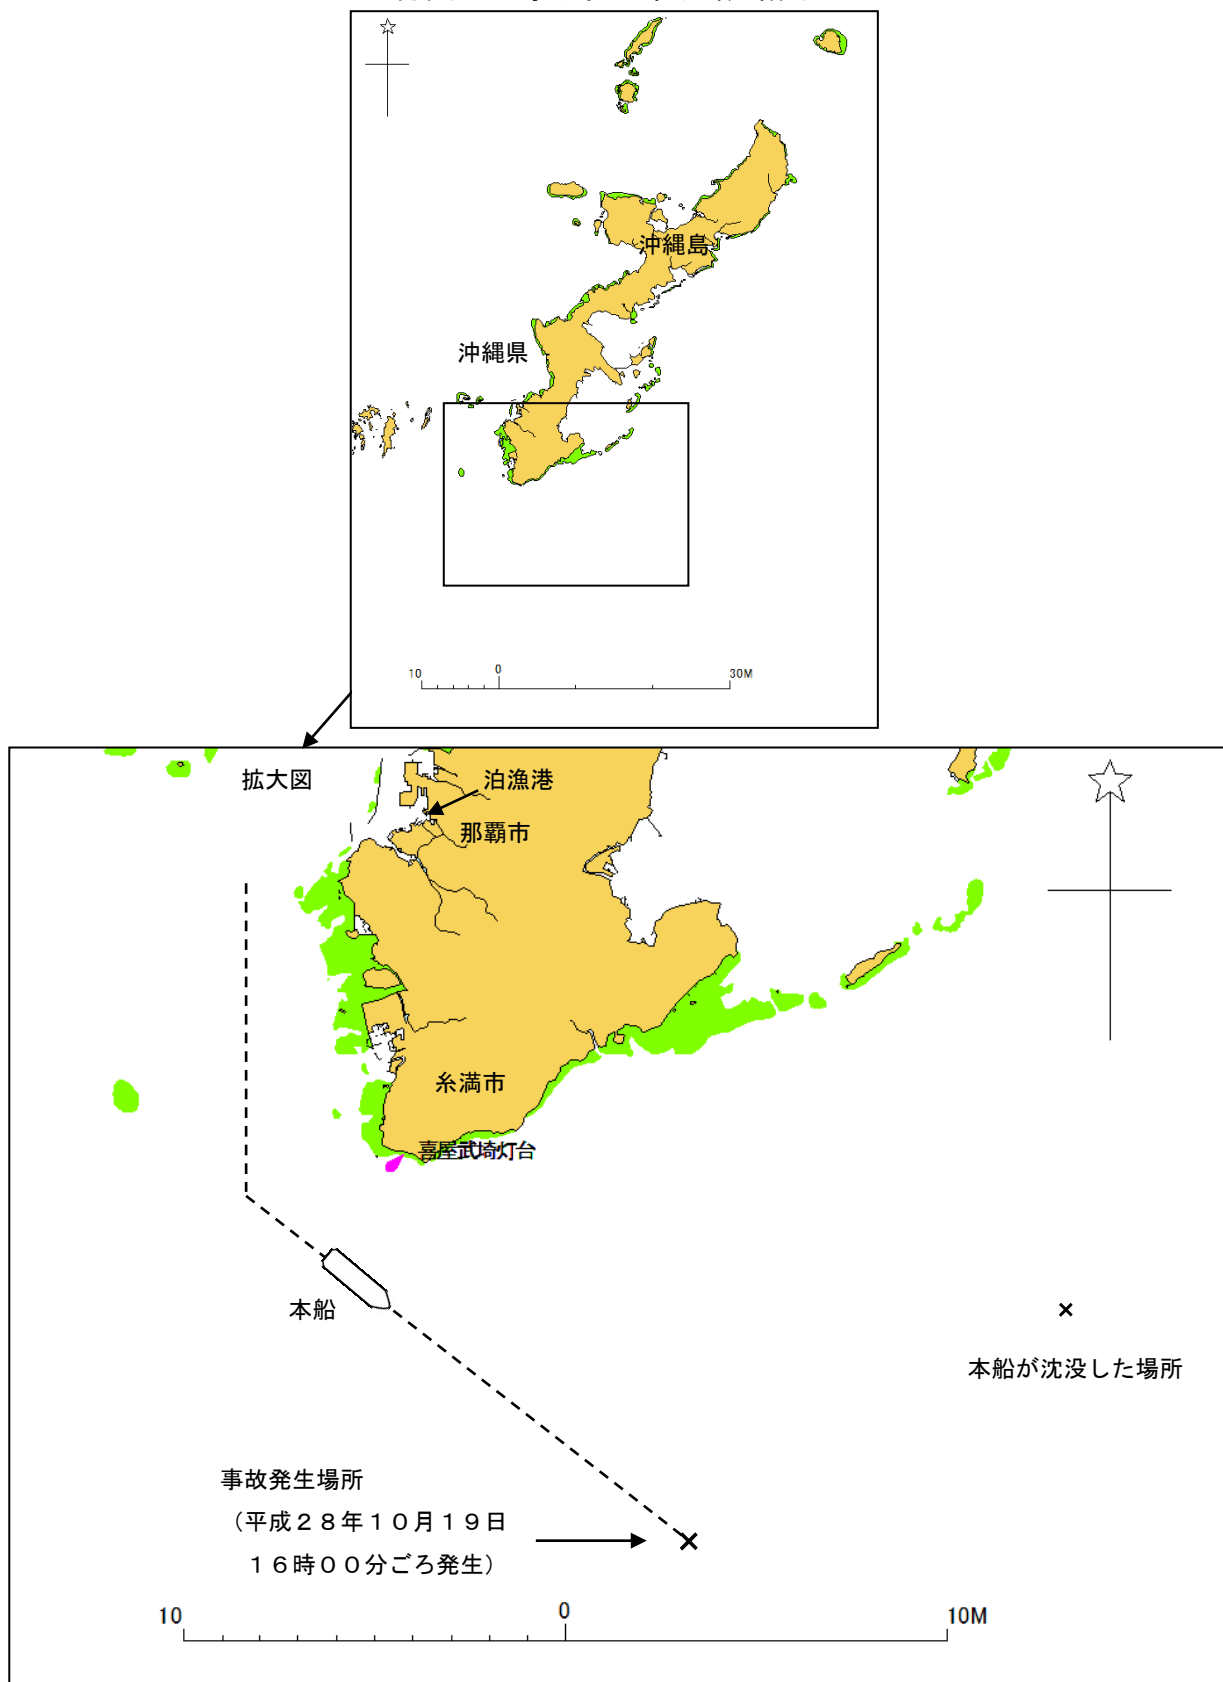 沖縄島
沖縄県
10 0 30M
拡大図
泊漁港
那覇市
糸満市
喜屋武埼灯台
本船
本船が沈没した場所
事故発生場所
（平成２８年１０月１９日
１６時００分ごろ発生）
10 0 10M